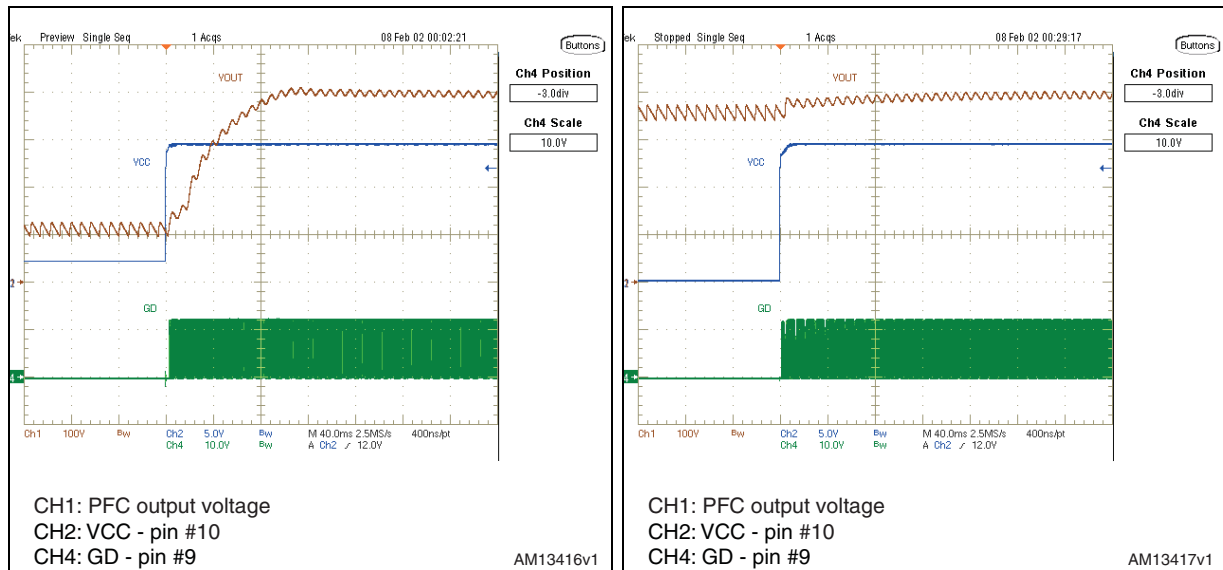 ek Preview Single Seq 1 Acqs 08 Feb 02 00:02:21
Buttons
Ch4 Position
-3.0div
Ch4 Scale
10.0V
VOUT
VCC
GD
2
4
Ch1 100V Bw Ch2 5.0V Bw M 40.0ms 2.5MS/s 400ns/pt
Ch4 10.0V Bw A Ch2 ∕ 12.0V
CH1: PFC output voltage
CH2: VCC - pin #10
CH4: GD - pin #9
AM13416v1
ek Stopped Single Seq 1 Acqs 08 Feb 02 00:29:17
Buttons
Ch4 Position
-3.0div
Ch4 Scale
10.0V
VOUT
VCC
GD
2
4
Ch1 100V Bw Ch2 5.0V Bw M 40.0ms 2.5MS/s 400ns/pt
Ch4 10.0V Bw A Ch2 ∕ 12.0V
CH1: PFC output voltage
CH2: VCC - pin #10
CH4: GD - pin #9
AM13417v1